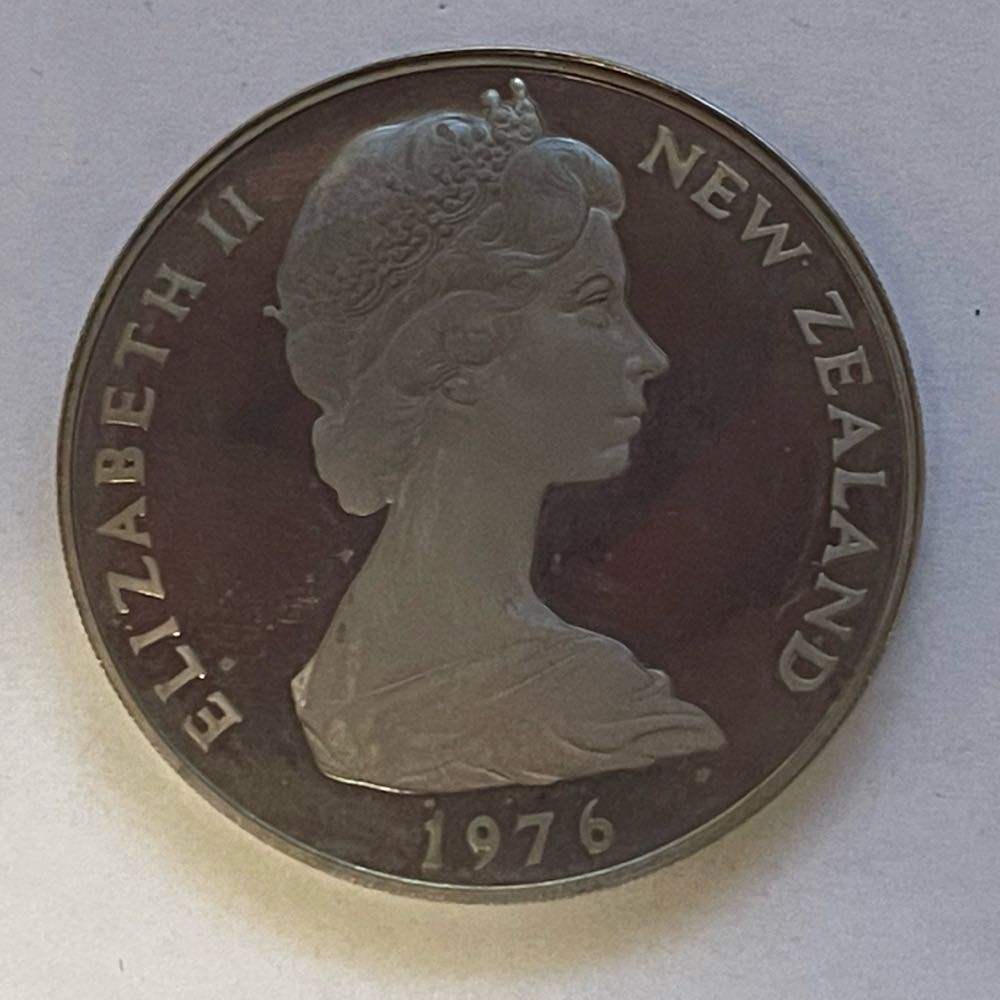 ELIZABETH II
NEW ZEALAND
1976